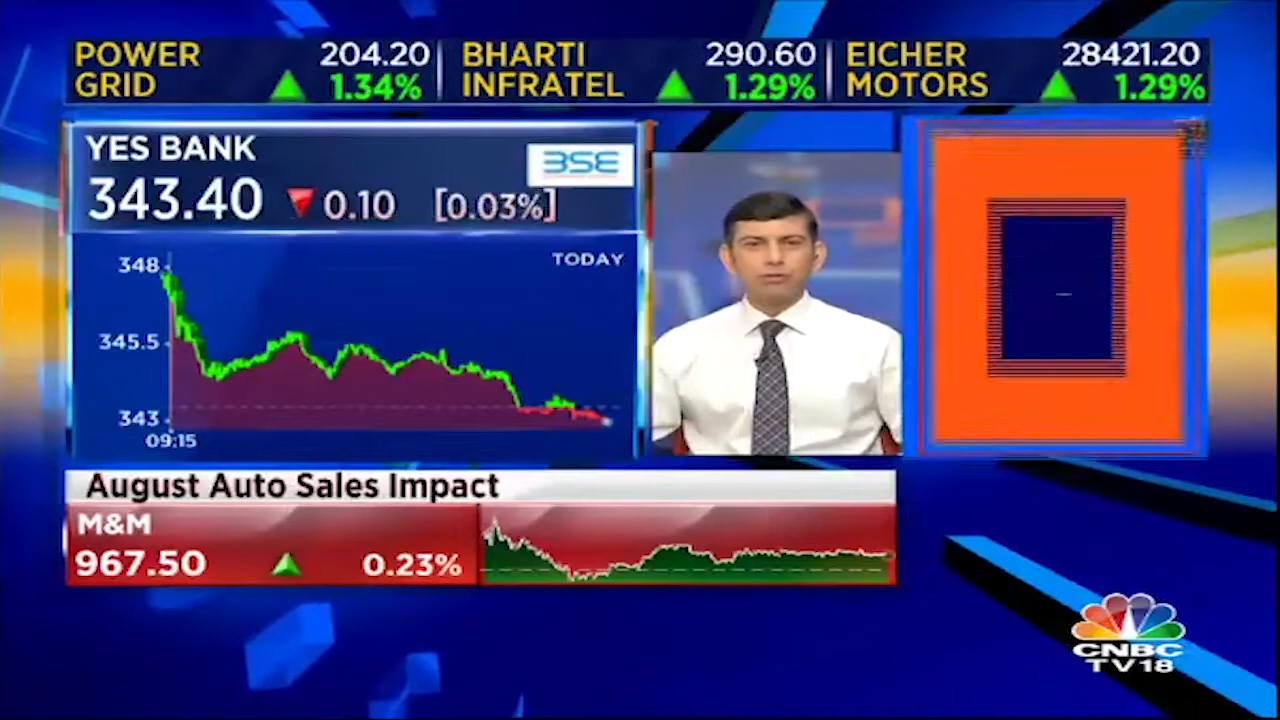 POWER GRID 204.20 1.34%
BHARTI INFRATEL 290.60 1.29%
EICHER MOTORS 28421.20 1.29%
YES BANK
BSE
343.40 0.10 [0.03%]
TODAY
348
345.5
343
09:15
August Auto Sales Impact
M&M
967.50 0.23%
CNBC
TV18